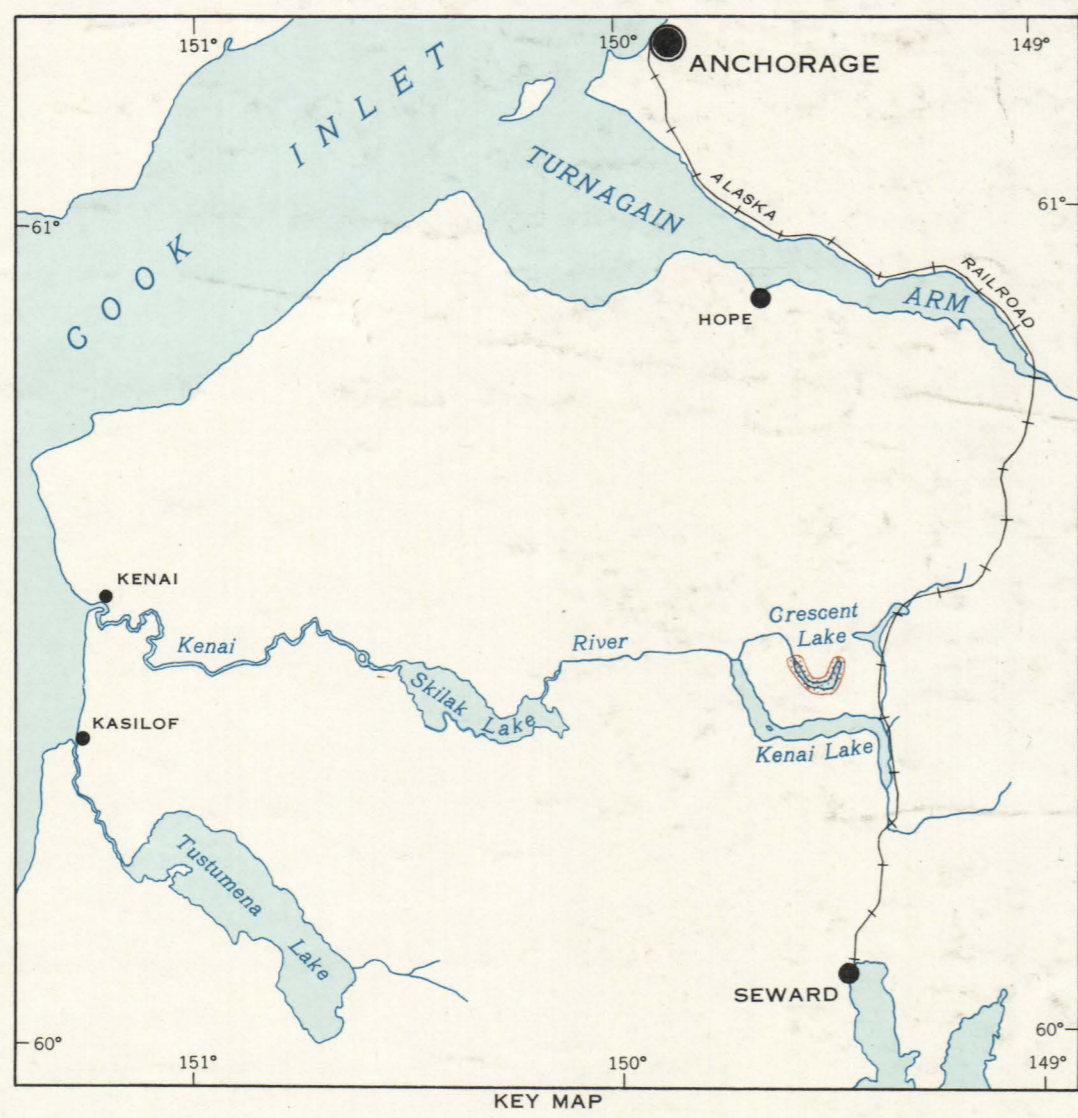 151°
150°
149°
ANCHORAGE
COOK INLET
TURNAGAIN ARM
ALASKA RAILROAD
61°
61°
HOPE
KENAI
Kenai River
Crescent
Lake
Skilak Lake
KASILOF
Kenai Lake
Tustumena Lake
SEWARD
60°
60°
151°
150°
149°
KEY MAP